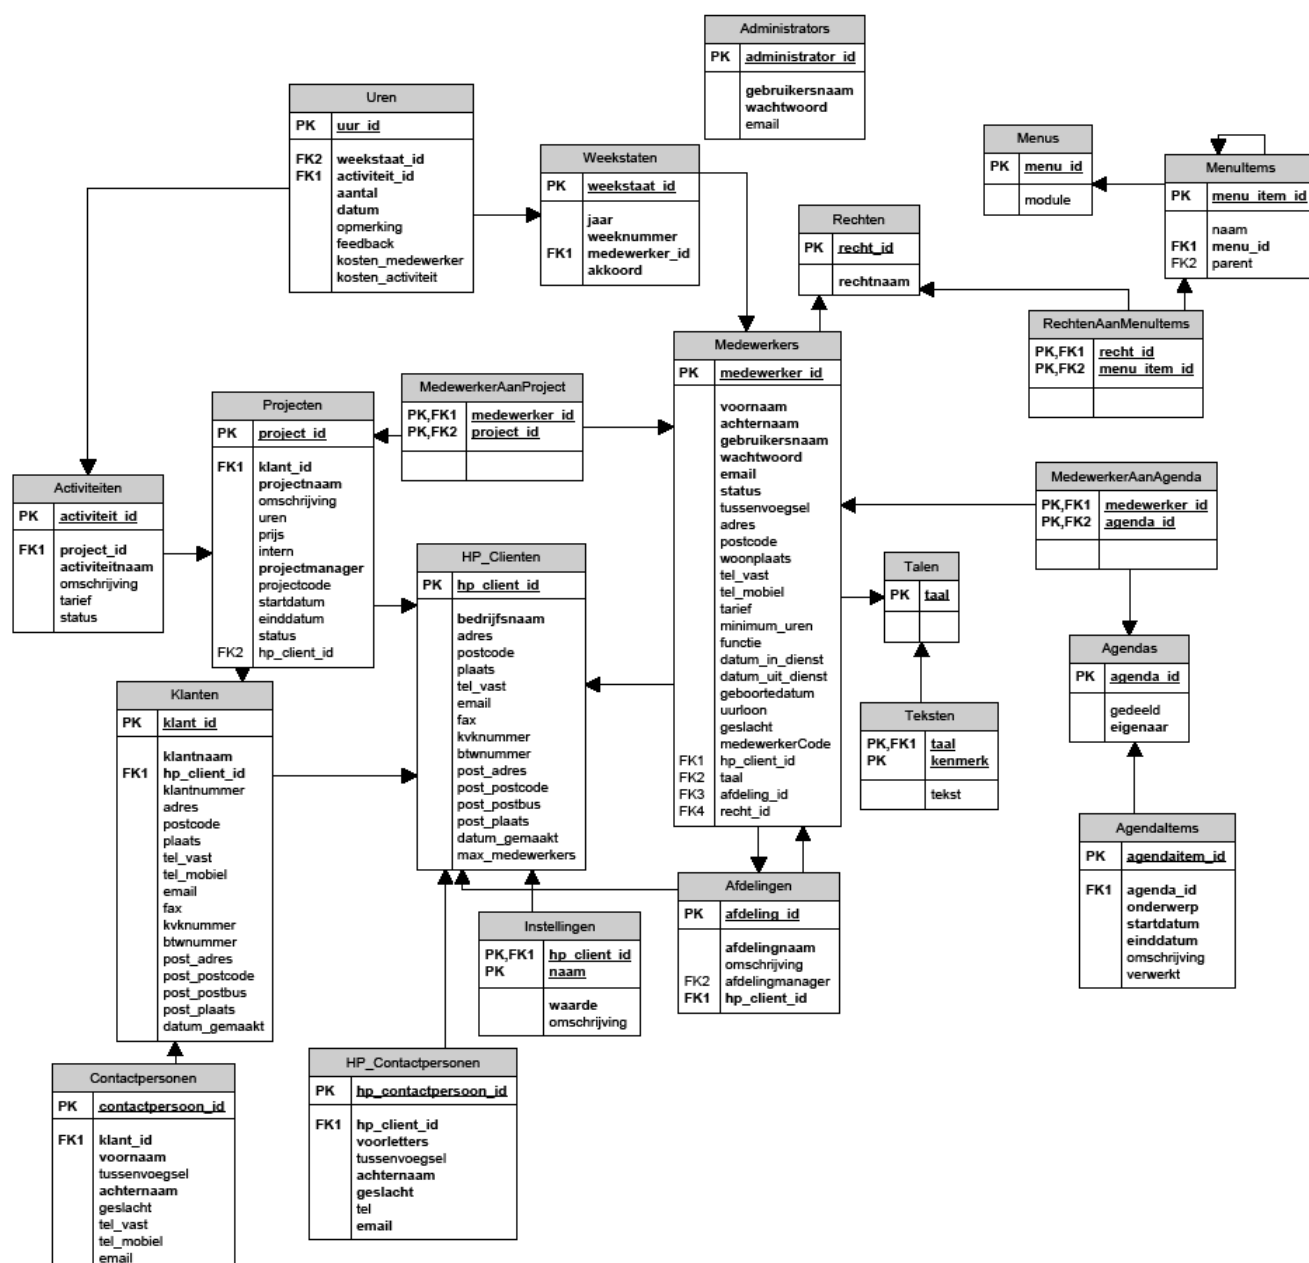 Administrators
PK administrator_id
gebruikersnaam
wachtwoord
email
Uren
PK uur_id
FK2 weekstaat_id
FK1 activiteit_id
aantal
datum
opmerking
feedback
kosten_medewerker
kosten_activiteit
Weekstaten
PK weekstaat_id
jaar
weeknummer
FK1 medewerker_id
akkoord
Menus
PK menu_id
module
MenuItems
PK menu_item_id
naam
FK1 menu_id
FK2 parent
Rechten
PK recht_id
rechtnaam
RechtenAanMenuItems
PK,FK1 recht_id
PK,FK2 menu_item_id
Medewerkers
PK medewerker_id
voornaam
achternaam
gebruikersnaam
wachtwoord
email
status
tussenvoegsel
adres
postcode
woonplaats
tel_vast
tel_mobiel
tarief
minimum_uren
functie
datum_in_dienst
datum_uit_dienst
geboortedatum
uurloon
geslacht
medewerkerCode
FK1 hp_client_id
FK2 taal
FK3 afdeling_id
FK4 recht_id
MedewerkerAanProject
PK,FK1 medewerker_id
PK,FK2 project_id
Projecten
PK project_id
FK1 klant_id
projectnaam
omschrijving
uren
prijs
intern
projectmanager
projectcode
startdatum
einddatum
status
FK2 hp_client_id
Activiteiten
PK activiteit_id
FK1 project_id
activiteitnaam
omschrijving
tarief
status
HP_Clienten
PK hp_client_id
bedrijfsnaam
adres
postcode
plaats
tel_vast
email
fax
kvknummer
btwnummer
post_adres
post_postcode
post_postbus
post_plaats
datum_gemaakt
max_medewerkers
MedewerkerAanAgenda
PK,FK1 medewerker_id
PK,FK2 agenda_id
Talen
PK taal
Agendas
PK agenda_id
gedeeld
eigenaar
Teksten
PK,FK1 taal
PK kenmerk
tekst
Klanten
PK klant_id
klantnaam
FK1 hp_client_id
klantnummer
adres
postcode
plaats
tel_vast
tel_mobiel
email
fax
kvknummer
btwnummer
post_adres
post_postcode
post_postbus
post_plaats
datum_gemaakt
AgendaItems
PK agendaitem_id
FK1 agenda_id
onderwerp
startdatum
einddatum
omschrijving
verwerkt
Afdelingen
PK afdeling_id
afdelingnaam
omschrijving
FK2 afdelingmanager
FK1 hp_client_id
Instellingen
PK,FK1 hp_client_id
PK naam
waarde
omschrijving
HP_Contactpersonen
PK hp_contactpersoon_id
FK1 hp_client_id
voorletters
tussenvoegsel
achternaam
geslacht
tel
email
Contactpersonen
PK contactpersoon_id
FK1 klant_id
voornaam
tussenvoegsel
achternaam
geslacht
tel_vast
tel_mobiel
email